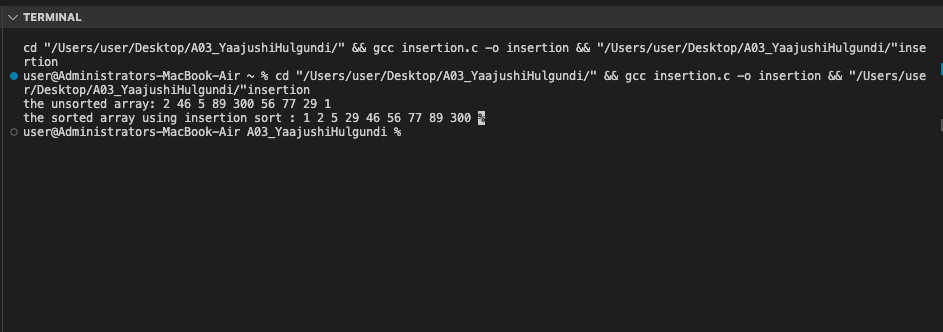 TERMINAL
cd "/Users/user/Desktop/A03_YaajushiHulgundi/" && gcc insertion.c -o insertion && "/Users/user/Desktop/A03_YaajushiHulgundi/"inse
rtion
user@Administrators-MacBook-Air ~ % cd "/Users/user/Desktop/A03_YaajushiHulgundi/" && gcc insertion.c -o insertion && "/Users/use
r/Desktop/A03_YaajushiHulgundi/"insertion
the unsorted array: 2 46 5 89 300 56 77 29 1
the sorted array using insertion sort : 1 2 5 29 46 56 77 89 300 %
user@Administrators-MacBook-Air A03_YaajushiHulgundi %